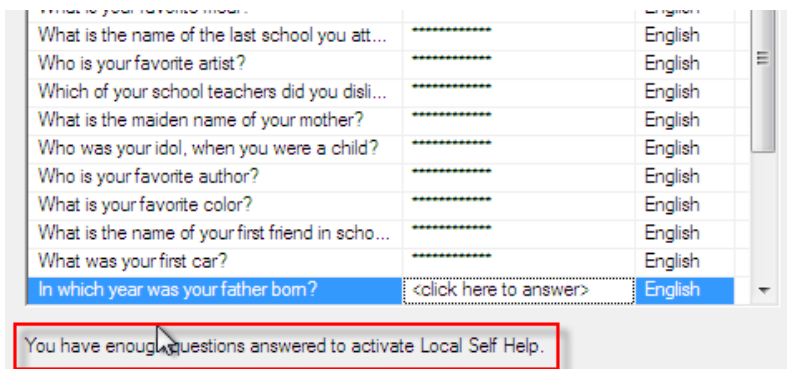 What is the name of the last school you att... ************* English
Who is your favorite artist? ************* English
Which of your school teachers did you disli... ************* English
What is the maiden name of your mother? ************* English
Who was your idol, when you were a child? ************* English
Who is your favorite author? ************* English
What is your favorite color? ************* English
What is the name of your first friend in scho... ************* English
What was your first car? ************* English
In which year was your father born? <click here to answer> English
You have enough questions answered to activate Local Self Help.